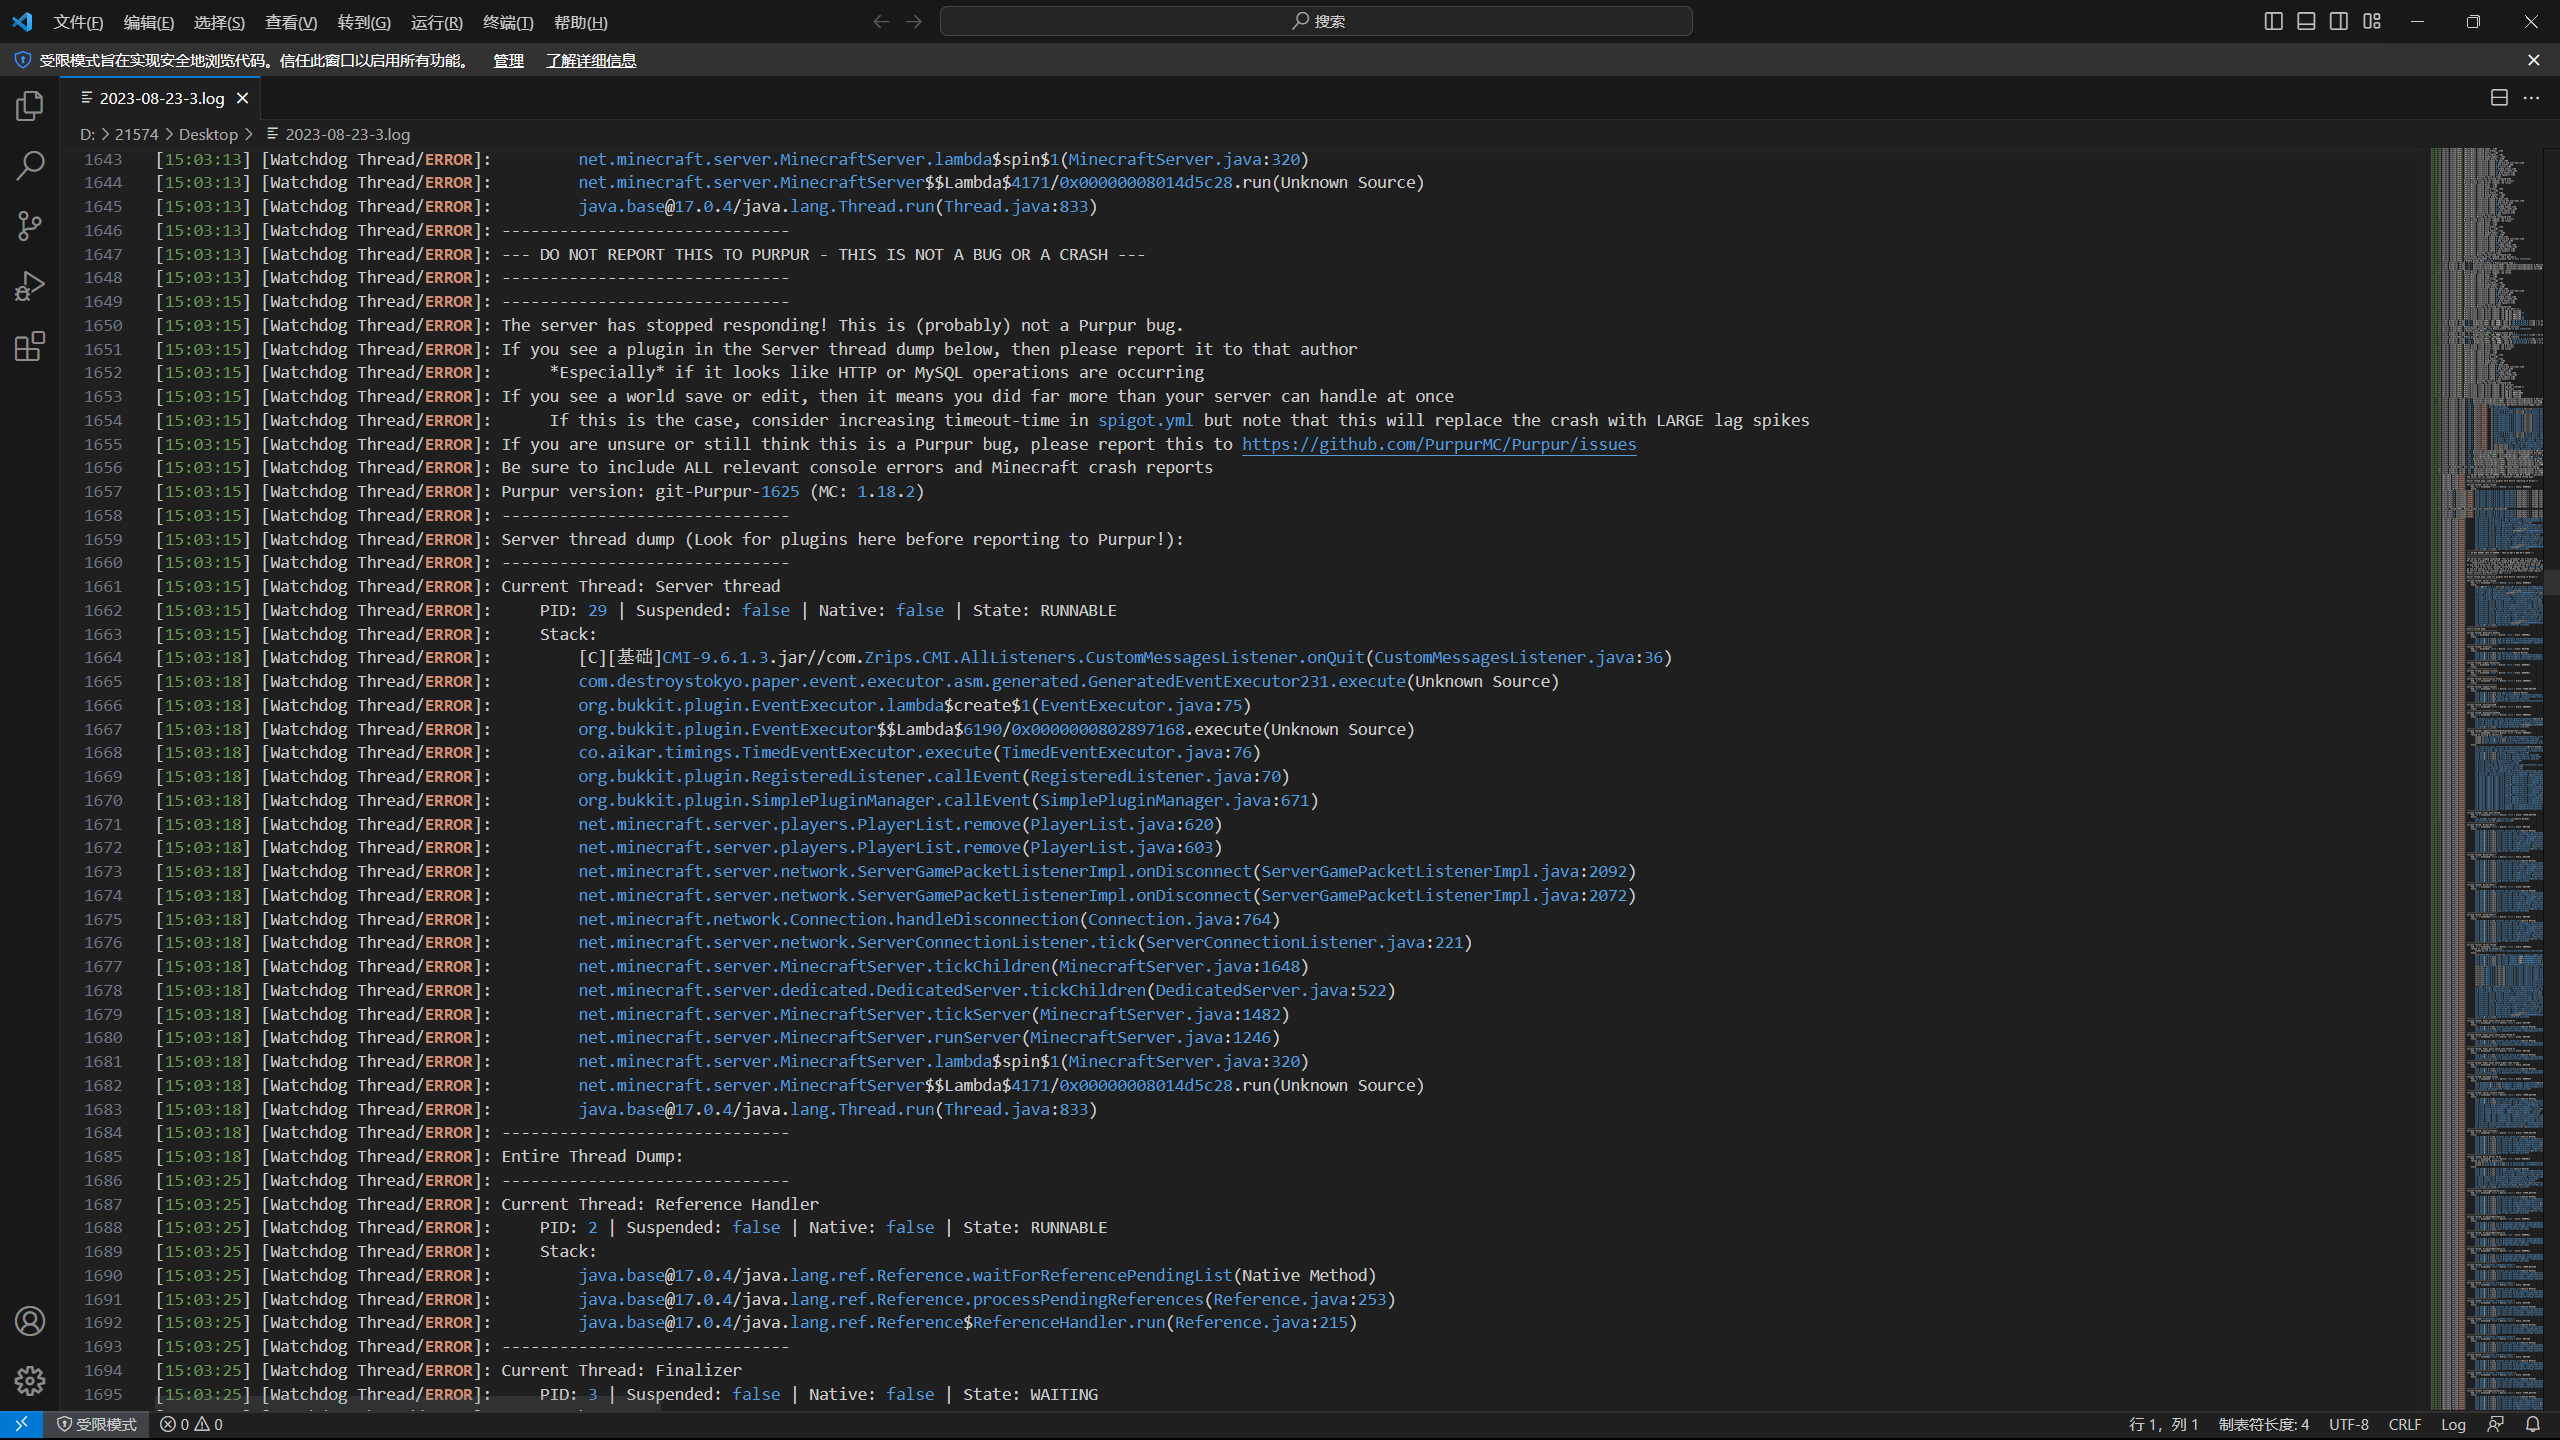 文件(F) 编辑(E) 选择(S) 查看(V) 转到(G) 运行(R) 终端(T) 帮助(H) 搜索
受限模式旨在实现安全地浏览代码。信任此窗口以启用所有功能。 管理 了解详细信息
2023-08-23-3.log
D: > 21574 > Desktop > 2023-08-23-3.log
1643 [15:03:13] [Watchdog Thread/ERROR]: net.minecraft.server.MinecraftServer.lambda$spin$1(MinecraftServer.java:320)
1644 [15:03:13] [Watchdog Thread/ERROR]: net.minecraft.server.MinecraftServer$$Lambda$4171/0x00000008014d5c28.run(Unknown Source)
1645 [15:03:13] [Watchdog Thread/ERROR]: java.base@17.0.4/java.lang.Thread.run(Thread.java:833)
1646 [15:03:13] [Watchdog Thread/ERROR]: ------------------------------
1647 [15:03:13] [Watchdog Thread/ERROR]: --- DO NOT REPORT THIS TO PURPUR - THIS IS NOT A BUG OR A CRASH ---
1648 [15:03:13] [Watchdog Thread/ERROR]: ------------------------------
1649 [15:03:15] [Watchdog Thread/ERROR]: ------------------------------
1650 [15:03:15] [Watchdog Thread/ERROR]: The server has stopped responding! This is (probably) not a Purpur bug.
1651 [15:03:15] [Watchdog Thread/ERROR]: If you see a plugin in the Server thread dump below, then please report it to that author
1652 [15:03:15] [Watchdog Thread/ERROR]: *Especially* if it looks like HTTP or MySQL operations are occurring
1653 [15:03:15] [Watchdog Thread/ERROR]: If you see a world save or edit, then it means you did far more than your server can handle at once
1654 [15:03:15] [Watchdog Thread/ERROR]: If this is the case, consider increasing timeout-time in spigot.yml but note that this will replace the crash with LARGE lag spikes
1655 [15:03:15] [Watchdog Thread/ERROR]: If you are unsure or still think this is a Purpur bug, please report this to https://github.com/PurpurMC/Purpur/issues
1656 [15:03:15] [Watchdog Thread/ERROR]: Be sure to include ALL relevant console errors and Minecraft crash reports
1657 [15:03:15] [Watchdog Thread/ERROR]: Purpur version: git-Purpur-1625 (MC: 1.18.2)
1658 [15:03:15] [Watchdog Thread/ERROR]: ------------------------------
1659 [15:03:15] [Watchdog Thread/ERROR]: Server thread dump (Look for plugins here before reporting to Purpur!):
1660 [15:03:15] [Watchdog Thread/ERROR]: ------------------------------
1661 [15:03:15] [Watchdog Thread/ERROR]: Current Thread: Server thread
1662 [15:03:15] [Watchdog Thread/ERROR]: PID: 29 | Suspended: false | Native: false | State: RUNNABLE
1663 [15:03:15] [Watchdog Thread/ERROR]: Stack:
1664 [15:03:18] [Watchdog Thread/ERROR]: [C][基础]CMI-9.6.1.3.jar//com.Zrips.CMI.AllListeners.CustomMessagesListener.onQuit(CustomMessagesListener.java:36)
1665 [15:03:18] [Watchdog Thread/ERROR]: com.destroystokyo.paper.event.executor.asm.generated.GeneratedEventExecutor231.execute(Unknown Source)
1666 [15:03:18] [Watchdog Thread/ERROR]: org.bukkit.plugin.EventExecutor.lambda$create$1(EventExecutor.java:75)
1667 [15:03:18] [Watchdog Thread/ERROR]: org.bukkit.plugin.EventExecutor$$Lambda$6190/0x0000000802897168.execute(Unknown Source)
1668 [15:03:18] [Watchdog Thread/ERROR]: co.aikar.timings.TimedEventExecutor.execute(TimedEventExecutor.java:76)
1669 [15:03:18] [Watchdog Thread/ERROR]: org.bukkit.plugin.RegisteredListener.callEvent(RegisteredListener.java:70)
1670 [15:03:18] [Watchdog Thread/ERROR]: org.bukkit.plugin.SimplePluginManager.callEvent(SimplePluginManager.java:671)
1671 [15:03:18] [Watchdog Thread/ERROR]: net.minecraft.server.players.PlayerList.remove(PlayerList.java:620)
1672 [15:03:18] [Watchdog Thread/ERROR]: net.minecraft.server.players.PlayerList.remove(PlayerList.java:603)
1673 [15:03:18] [Watchdog Thread/ERROR]: net.minecraft.server.network.ServerGamePacketListenerImpl.onDisconnect(ServerGamePacketListenerImpl.java:2092)
1674 [15:03:18] [Watchdog Thread/ERROR]: net.minecraft.server.network.ServerGamePacketListenerImpl.onDisconnect(ServerGamePacketListenerImpl.java:2072)
1675 [15:03:18] [Watchdog Thread/ERROR]: net.minecraft.network.Connection.handleDisconnection(Connection.java:764)
1676 [15:03:18] [Watchdog Thread/ERROR]: net.minecraft.server.network.ServerConnectionListener.tick(ServerConnectionListener.java:221)
1677 [15:03:18] [Watchdog Thread/ERROR]: net.minecraft.server.MinecraftServer.tickChildren(MinecraftServer.java:1648)
1678 [15:03:18] [Watchdog Thread/ERROR]: net.minecraft.server.dedicated.DedicatedServer.tickChildren(DedicatedServer.java:522)
1679 [15:03:18] [Watchdog Thread/ERROR]: net.minecraft.server.MinecraftServer.tickServer(MinecraftServer.java:1482)
1680 [15:03:18] [Watchdog Thread/ERROR]: net.minecraft.server.MinecraftServer.runServer(MinecraftServer.java:1246)
1681 [15:03:18] [Watchdog Thread/ERROR]: net.minecraft.server.MinecraftServer.lambda$spin$1(MinecraftServer.java:320)
1682 [15:03:18] [Watchdog Thread/ERROR]: net.minecraft.server.MinecraftServer$$Lambda$4171/0x00000008014d5c28.run(Unknown Source)
1683 [15:03:18] [Watchdog Thread/ERROR]: java.base@17.0.4/java.lang.Thread.run(Thread.java:833)
1684 [15:03:18] [Watchdog Thread/ERROR]: ------------------------------
1685 [15:03:18] [Watchdog Thread/ERROR]: Entire Thread Dump:
1686 [15:03:25] [Watchdog Thread/ERROR]: ------------------------------
1687 [15:03:25] [Watchdog Thread/ERROR]: Current Thread: Reference Handler
1688 [15:03:25] [Watchdog Thread/ERROR]: PID: 2 | Suspended: false | Native: false | State: RUNNABLE
1689 [15:03:25] [Watchdog Thread/ERROR]: Stack:
1690 [15:03:25] [Watchdog Thread/ERROR]: java.base@17.0.4/java.lang.ref.Reference.waitForReferencePendingList(Native Method)
1691 [15:03:25] [Watchdog Thread/ERROR]: java.base@17.0.4/java.lang.ref.Reference.processPendingReferences(Reference.java:253)
1692 [15:03:25] [Watchdog Thread/ERROR]: java.base@17.0.4/java.lang.ref.Reference$ReferenceHandler.run(Reference.java:215)
1693 [15:03:25] [Watchdog Thread/ERROR]: ------------------------------
1694 [15:03:25] [Watchdog Thread/ERROR]: Current Thread: Finalizer
1695 [15:03:25] [Watchdog Thread/ERROR]: PID: 3 | Suspended: false | Native: false | State: WAITING
受限模式 0 0 行 1，列 1 制表符长度: 4 UTF-8 CRLF Log